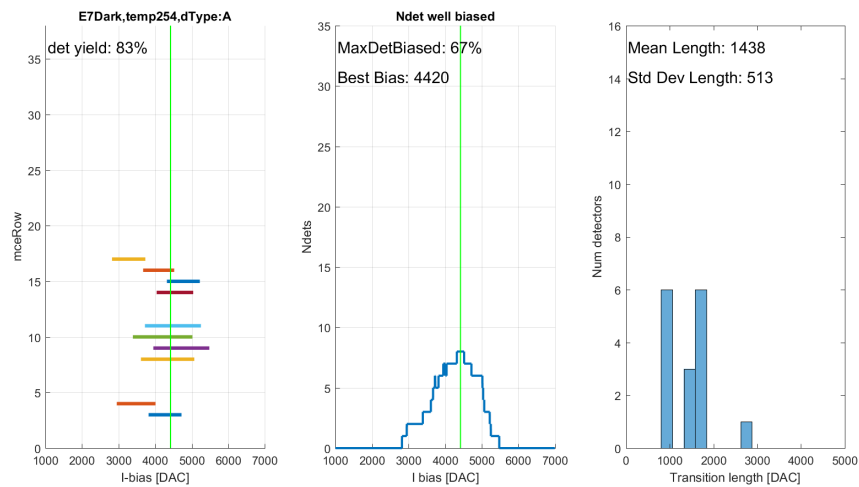 E7Dark,temp254,dType:A
det yield: 83%
35
30
25
20
15
10
5
0
mceRow
1000 2000 3000 4000 5000 6000 7000
I-bias [DAC]
Ndet well biased
MaxDetBiased: 67%
Best Bias: 4420
35
30
25
20
15
10
5
0
Ndets
1000 2000 3000 4000 5000 6000 7000
I bias [DAC]
Mean Length: 1438
Std Dev Length: 513
16
14
12
10
8
6
4
2
0
Num detectors
0 1000 2000 3000 4000 5000
Transition length [DAC]